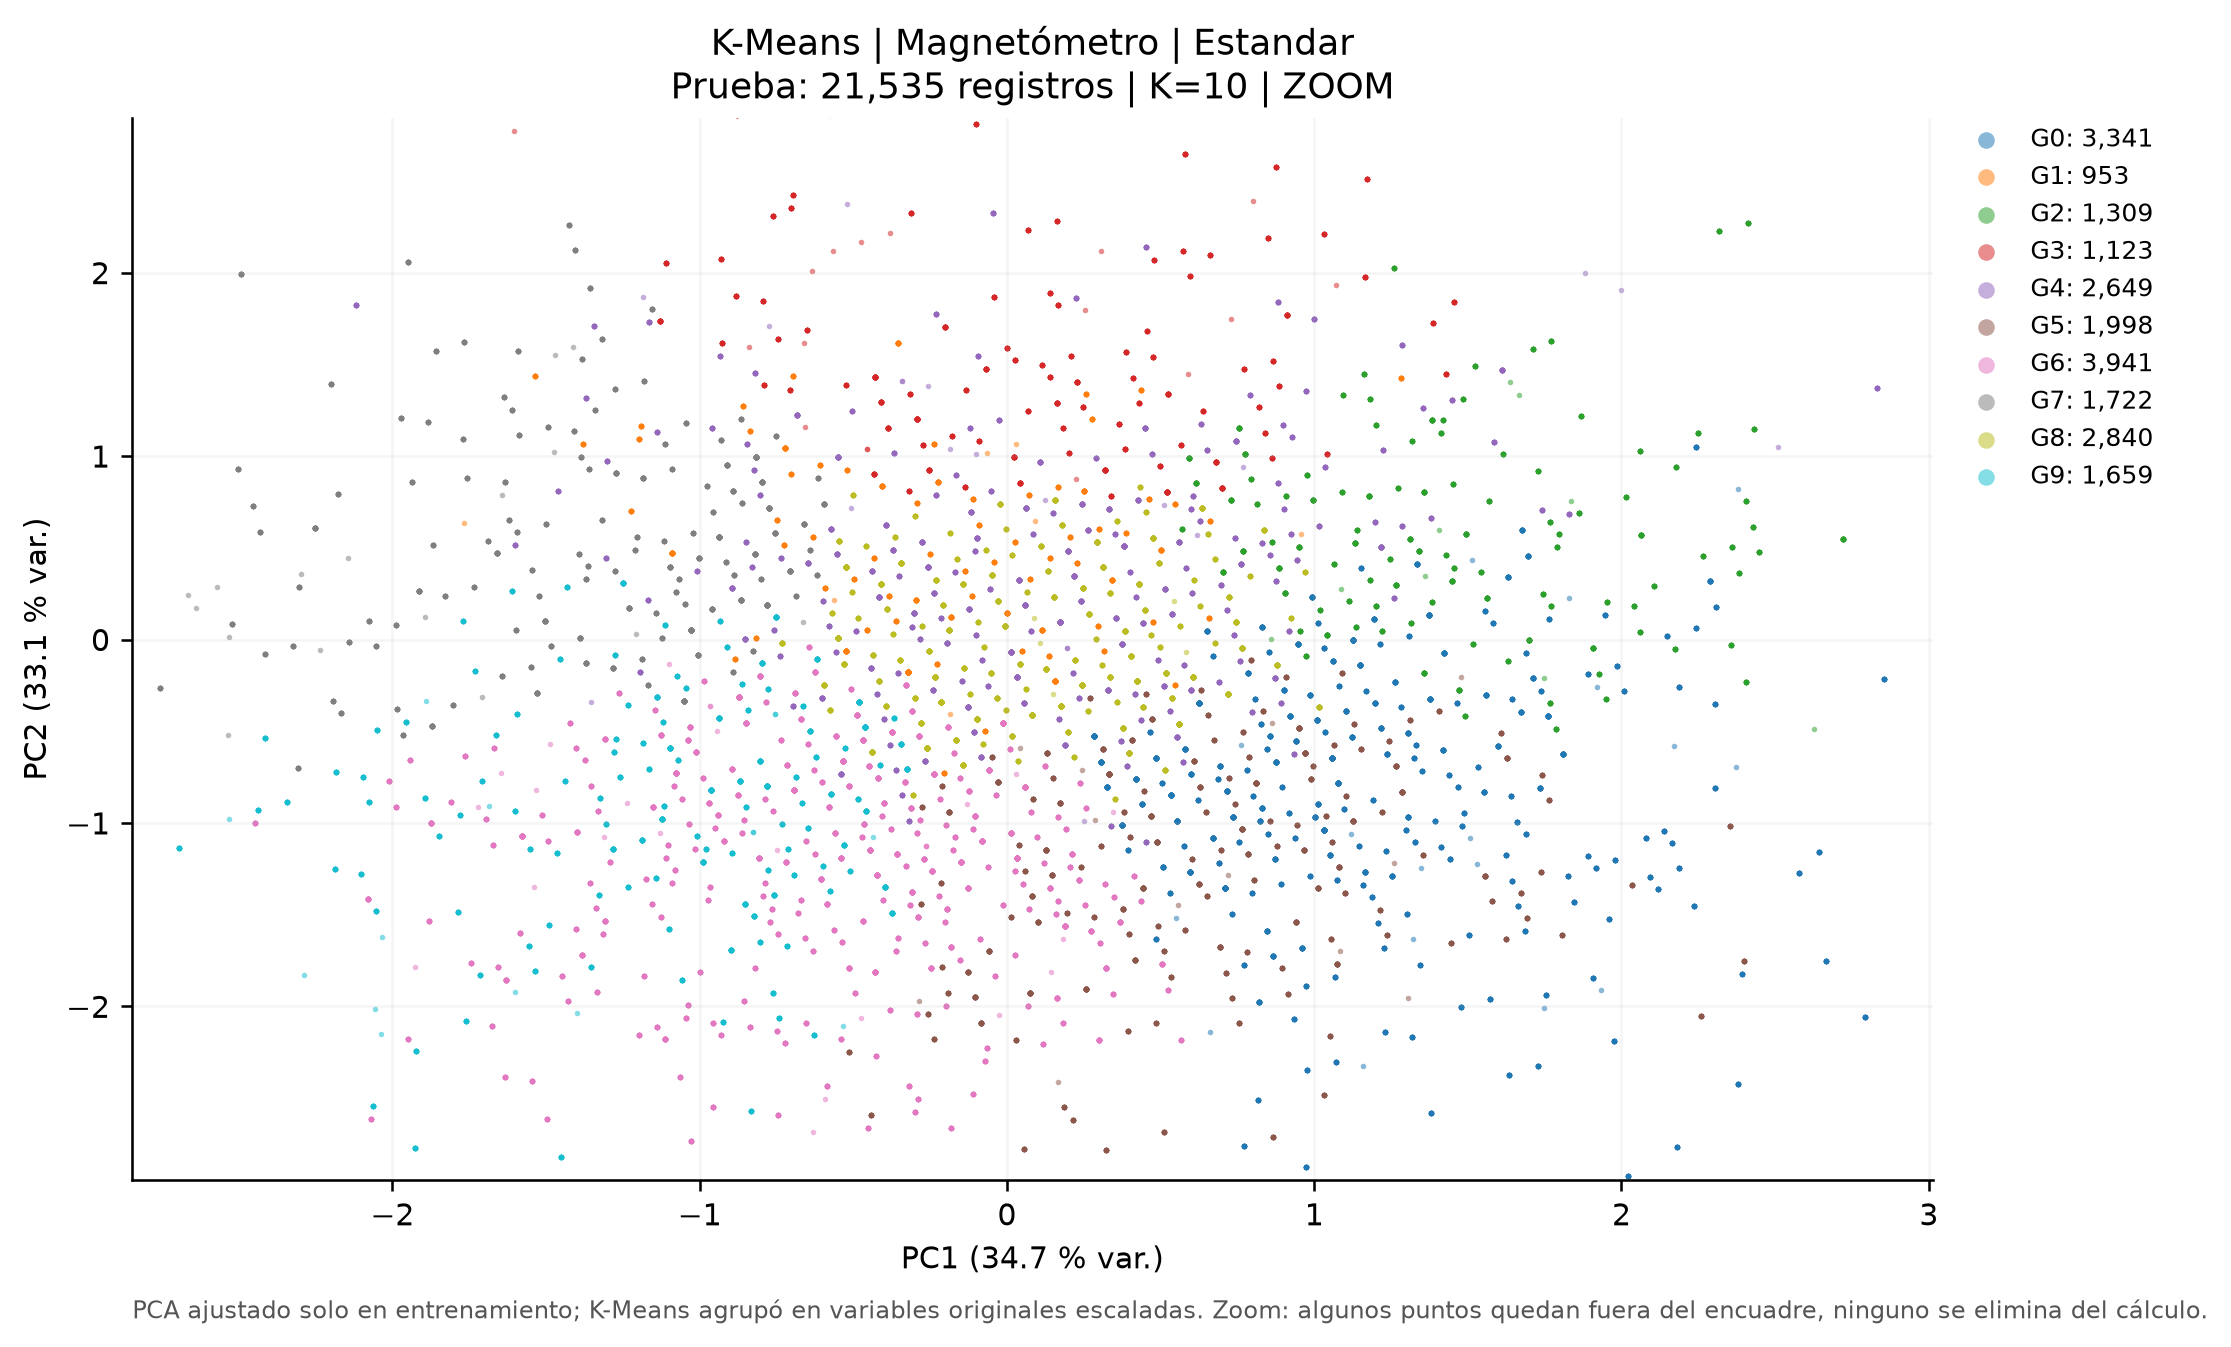 K-Means | Magnetómetro | Estandar
Prueba: 21,535 registros | K=10 | ZOOM
G0: 3,341
G1: 953
G2: 1,309
G3: 1,123
G4: 2,649
G5: 1,998
G6: 3,941
G7: 1,722
G8: 2,840
G9: 1,659
PC2 (33.1 % var.)
2
1
0
−1
−2
−2
−1
0
1
2
3
PC1 (34.7 % var.)
PCA ajustado solo en entrenamiento; K-Means agrupó en variables originales escaladas. Zoom: algunos puntos quedan fuera del encuadre, ninguno se elimina del cálculo.